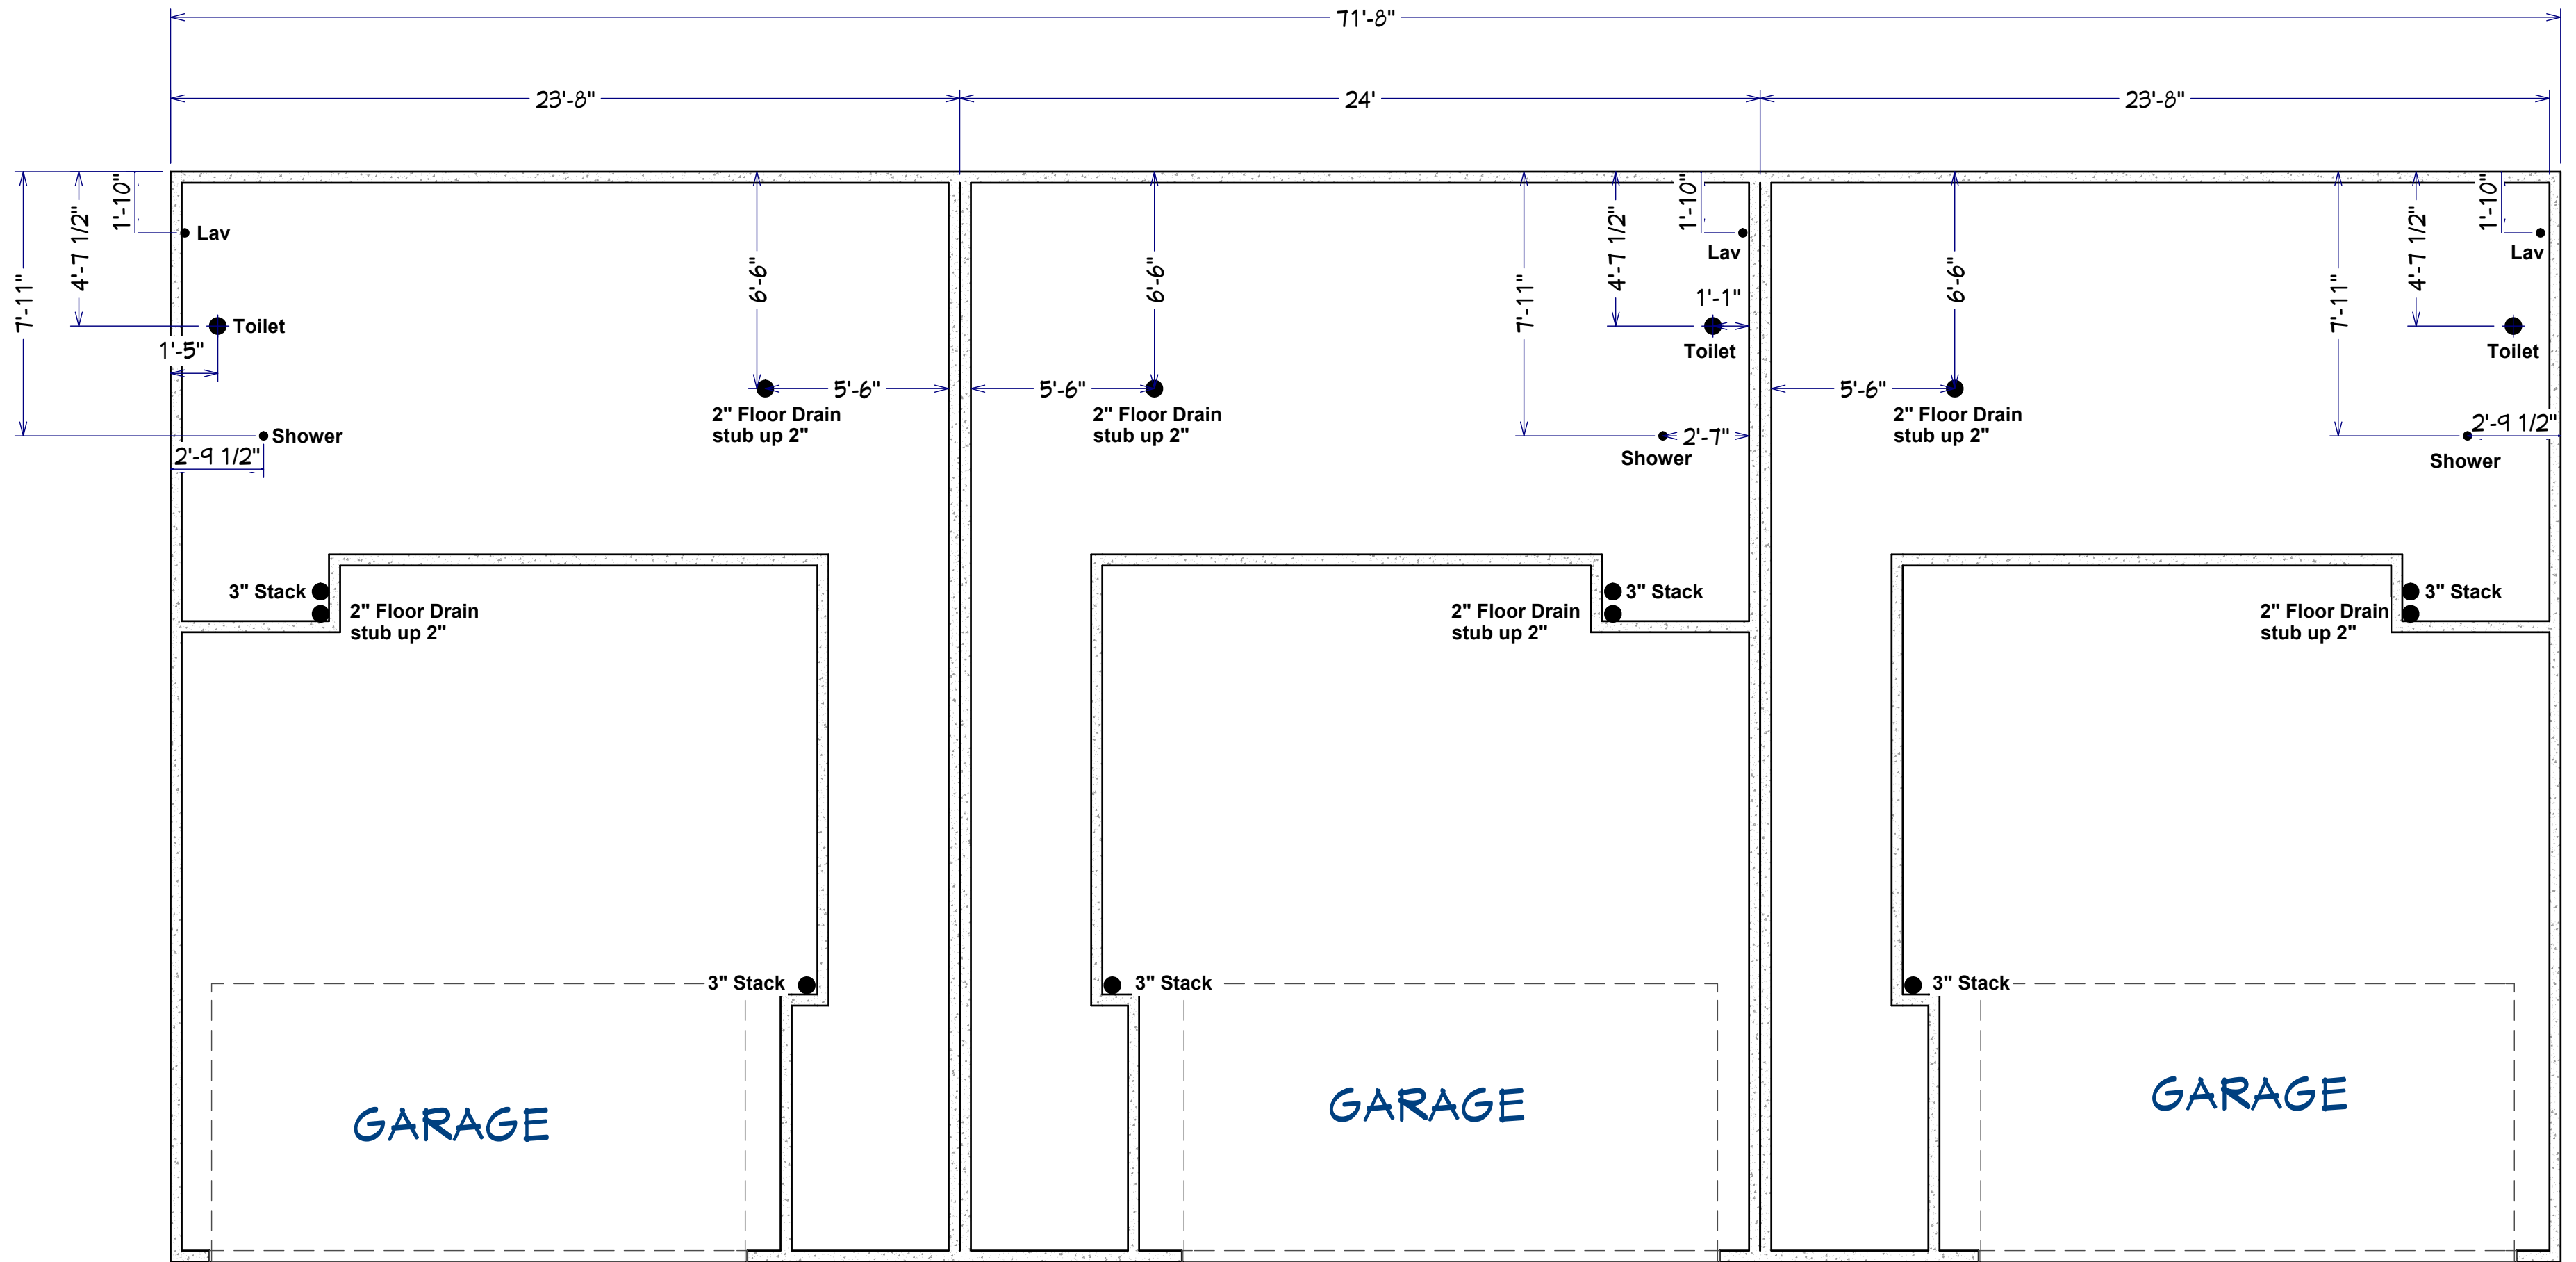 71'-8"
23'-8"
24'
23'-8"
1'-10"
4'-7 1/2"
7'-11"
Lav
Toilet
1'-5"
Shower
2'-9 1/2"
6'-6"
5'-6"
2" Floor Drain
stub up 2"
6'-6"
5'-6"
2" Floor Drain
stub up 2"
7'-11"
4'-7 1/2"
1'-10"
Lav
1'-1"
Toilet
2'-7"
Shower
6'-6"
5'-6"
2" Floor Drain
stub up 2"
7'-11"
4'-7 1/2"
1'-10"
Lav
Toilet
2'-9 1/2"
Shower
3" Stack
2" Floor Drain
stub up 2"
3" Stack
2" Floor Drain
stub up 2"
3" Stack
2" Floor Drain
stub up 2"
3" Stack
3" Stack
3" Stack
GARAGE
GARAGE
GARAGE